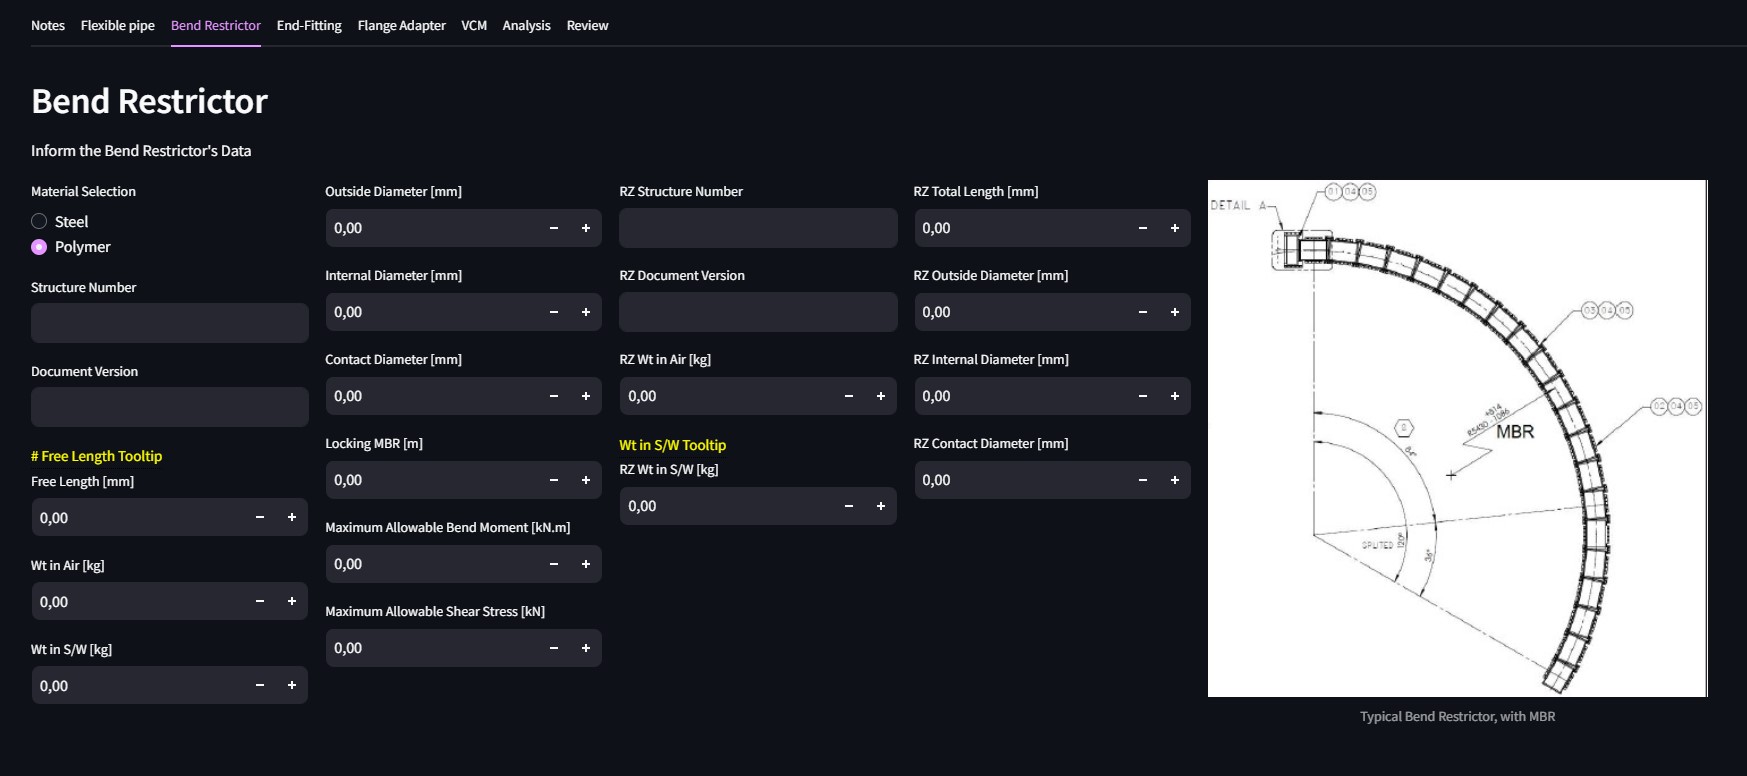 Notes Flexible pipe Bend Restrictor End-Fitting Flange Adapter VCM Analysis Review
Bend Restrictor
Inform the Bend Restrictor's Data
Material Selection
Steel
Polymer
Structure Number
Document Version
# Free Length Tooltip
Free Length [mm]
0,00 − +
Wt in Air [kg]
0,00 − +
Wt in S/W [kg]
0,00 − +
Outside Diameter [mm]
0,00 − +
Internal Diameter [mm]
0,00 − +
Contact Diameter [mm]
0,00 − +
Locking MBR [m]
0,00 − +
Maximum Allowable Bend Moment [kN.m]
0,00 − +
Maximum Allowable Shear Stress [kN]
0,00 − +
RZ Structure Number
RZ Document Version
RZ Wt in Air [kg]
0,00 − +
Wt in S/W Tooltip
RZ Wt in S/W [kg]
0,00 − +
RZ Total Length [mm]
0,00 − +
RZ Outside Diameter [mm]
0,00 − +
RZ Internal Diameter [mm]
0,00 − +
RZ Contact Diameter [mm]
0,00 − +
01 04 05
DETAIL A
03 04 05
02 04 05
MBR
84°
SPLITED 120°
36°
Typical Bend Restrictor, with MBR